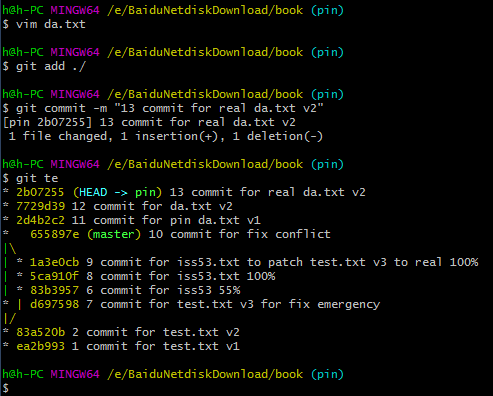 h@h-PC MINGW64 /e/BaiduNetdiskDownload/book (pin)
$ vim da.txt
h@h-PC MINGW64 /e/BaiduNetdiskDownload/book (pin)
$ git add ./
h@h-PC MINGW64 /e/BaiduNetdiskDownload/book (pin)
$ git commit -m "13 commit for real da.txt v2"
[pin 2b07255] 13 commit for real da.txt v2
 1 file changed, 1 insertion(+), 1 deletion(-)
h@h-PC MINGW64 /e/BaiduNetdiskDownload/book (pin)
$ git te
* 2b07255 (HEAD -> pin) 13 commit for real da.txt v2
* 7729d39 12 commit for da.txt v2
* 2d4b2c2 11 commit for pin da.txt v1
*   655897e (master) 10 commit for fix conflict
|\
| * 1a3e0cb 9 commit for iss53.txt to patch test.txt v3 to real 100%
| * 5ca910f 8 commit for iss53.txt 100%
| * 83b3957 6 commit for iss53 55%
* | d697598 7 commit for test.txt v3 for fix emergency
|/
* 83a520b 2 commit for test.txt v2
* ea2b993 1 commit for test.txt v1
h@h-PC MINGW64 /e/BaiduNetdiskDownload/book (pin)
$